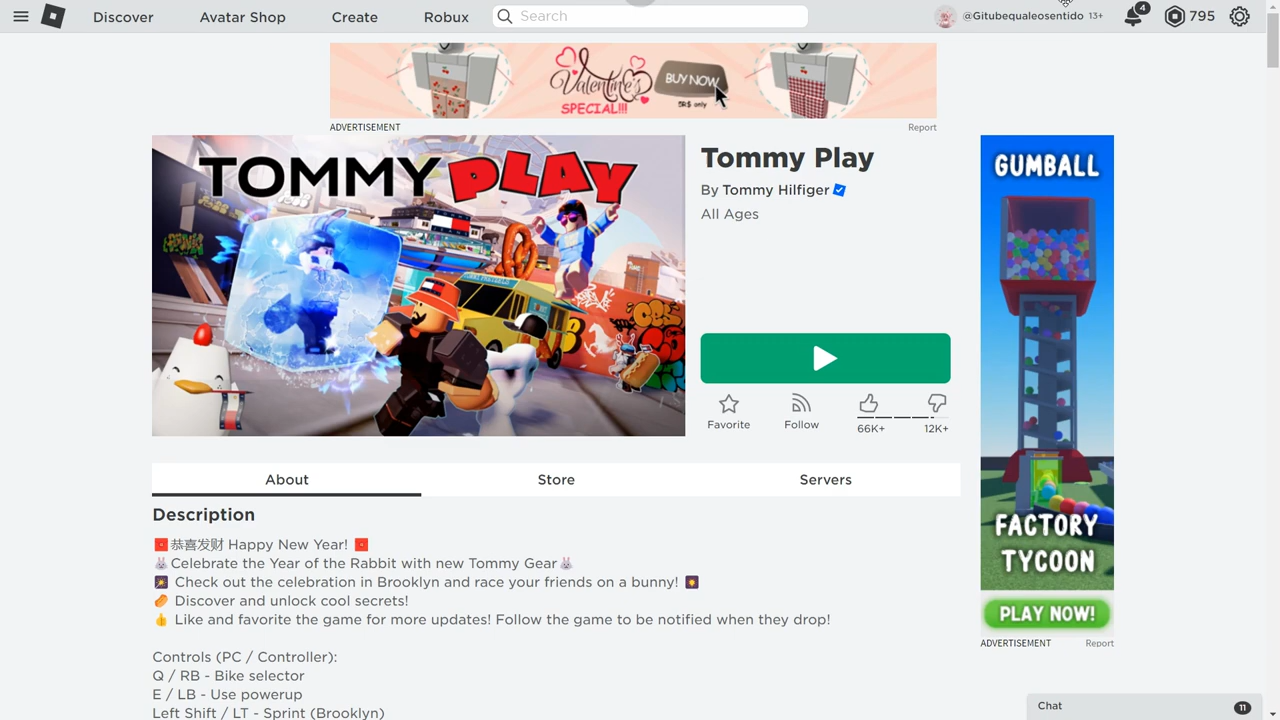 Discover
Avatar Shop
Create
Robux
Search
@Gitubequaleosentido 13+
4
795
Valentine's
SPECIAL!!!
BUY NOW
5R$ only
ADVERTISEMENT
Report
TOMMY PLAY
Tommy Play
By Tommy Hilfiger
All Ages
Favorite
Follow
66K+
12K+
GUMBALL
FACTORY
TYCOON
PLAY NOW!
ADVERTISEMENT
Report
About
Store
Servers
Description
🧧恭喜发财 Happy New Year! 🧧
🐰Celebrate the Year of the Rabbit with new Tommy Gear🐰
🎆 Check out the celebration in Brooklyn and race your friends on a bunny! 🎇
🌭 Discover and unlock cool secrets!
👍 Like and favorite the game for more updates! Follow the game to be notified when they drop!
Controls (PC / Controller):
Q / RB - Bike selector
E / LB - Use powerup
Left Shift / LT - Sprint (Brooklyn)
Chat
11